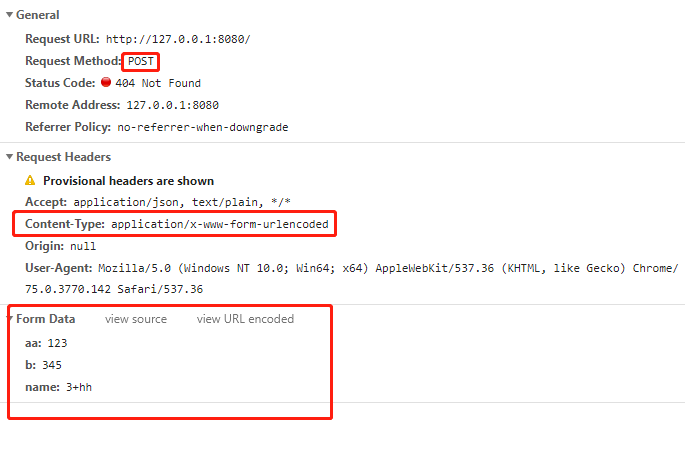 General
Request URL: http://127.0.0.1:8080/
Request Method: POST
Status Code: 404 Not Found
Remote Address: 127.0.0.1:8080
Referrer Policy: no-referrer-when-downgrade
Request Headers
Provisional headers are shown
Accept: application/json, text/plain, */*
Content-Type: application/x-www-form-urlencoded
Origin: null
User-Agent: Mozilla/5.0 (Windows NT 10.0; Win64; x64) AppleWebKit/537.36 (KHTML, like Gecko) Chrome/
75.0.3770.142 Safari/537.36
Form Data view source view URL encoded
aa: 123
b: 345
name: 3+hh